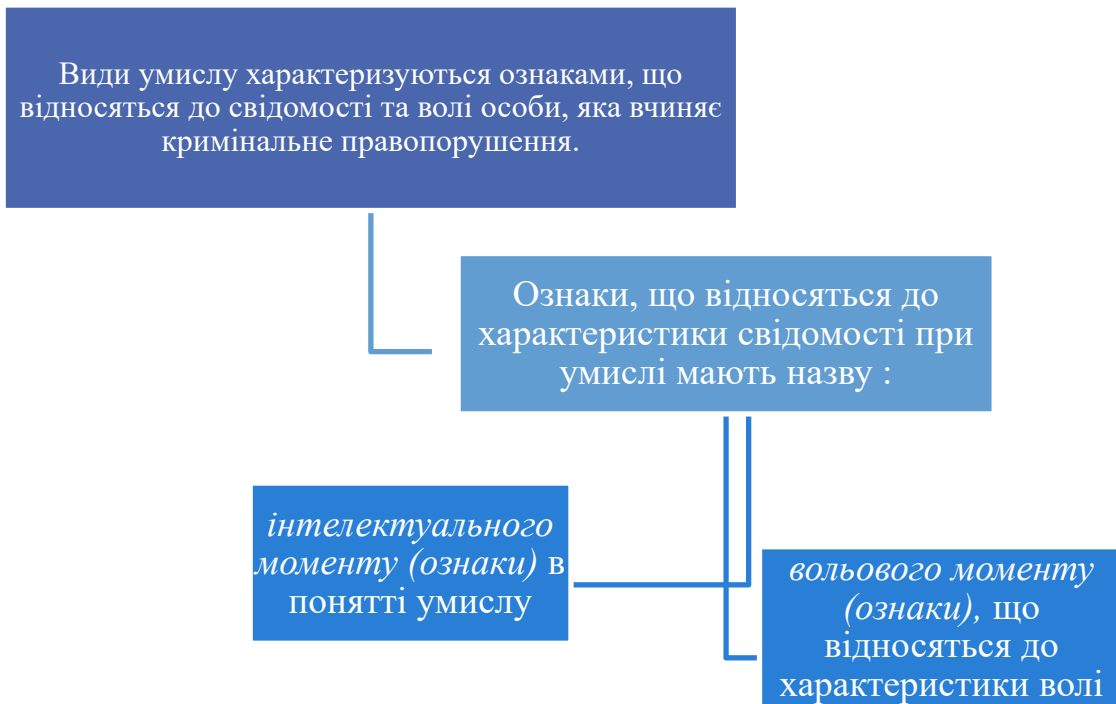 Види умислу характеризуються ознаками, що
відносяться до свідомості та волі особи, яка вчиняє
кримінальне правопорушення.
Ознаки, що відносяться до
характеристики свідомості при
умислі мають назву :
інтелектуального
моменту (ознаки) в
понятті умислу
вольового моменту
(ознаки), що
відносяться до
характеристики волі